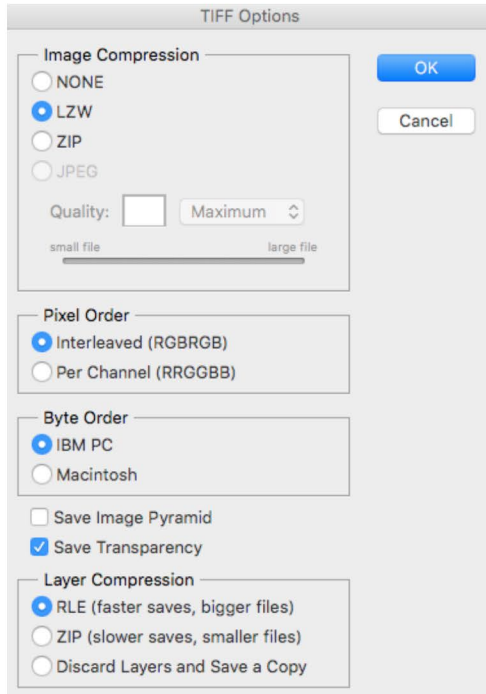 TIFF Options
Image Compression
NONE
LZW
ZIP
JPEG
Quality: Maximum
small file large file
OK
Cancel
Pixel Order
Interleaved (RGBRGB)
Per Channel (RRGGBB)
Byte Order
IBM PC
Macintosh
Save Image Pyramid
Save Transparency
Layer Compression
RLE (faster saves, bigger files)
ZIP (slower saves, smaller files)
Discard Layers and Save a Copy